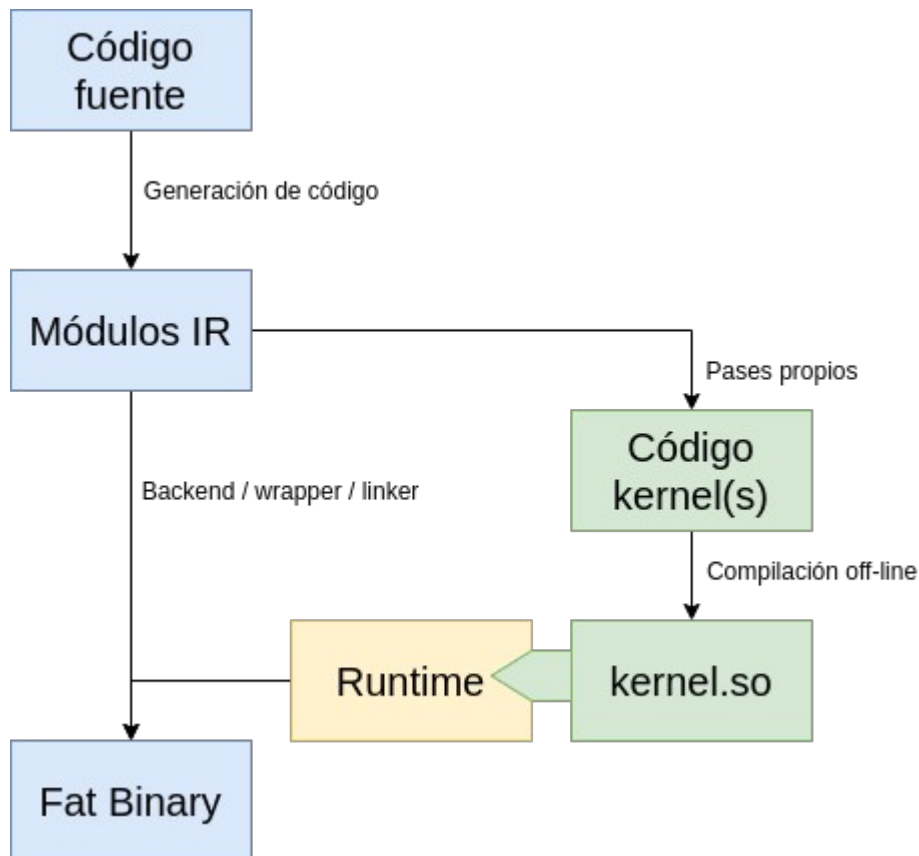 Código
fuente
Generación de código
Módulos IR
Pases propios
Código
kernel(s)
Backend / wrapper / linker
Compilación off-line
Runtime
kernel.so
Fat Binary